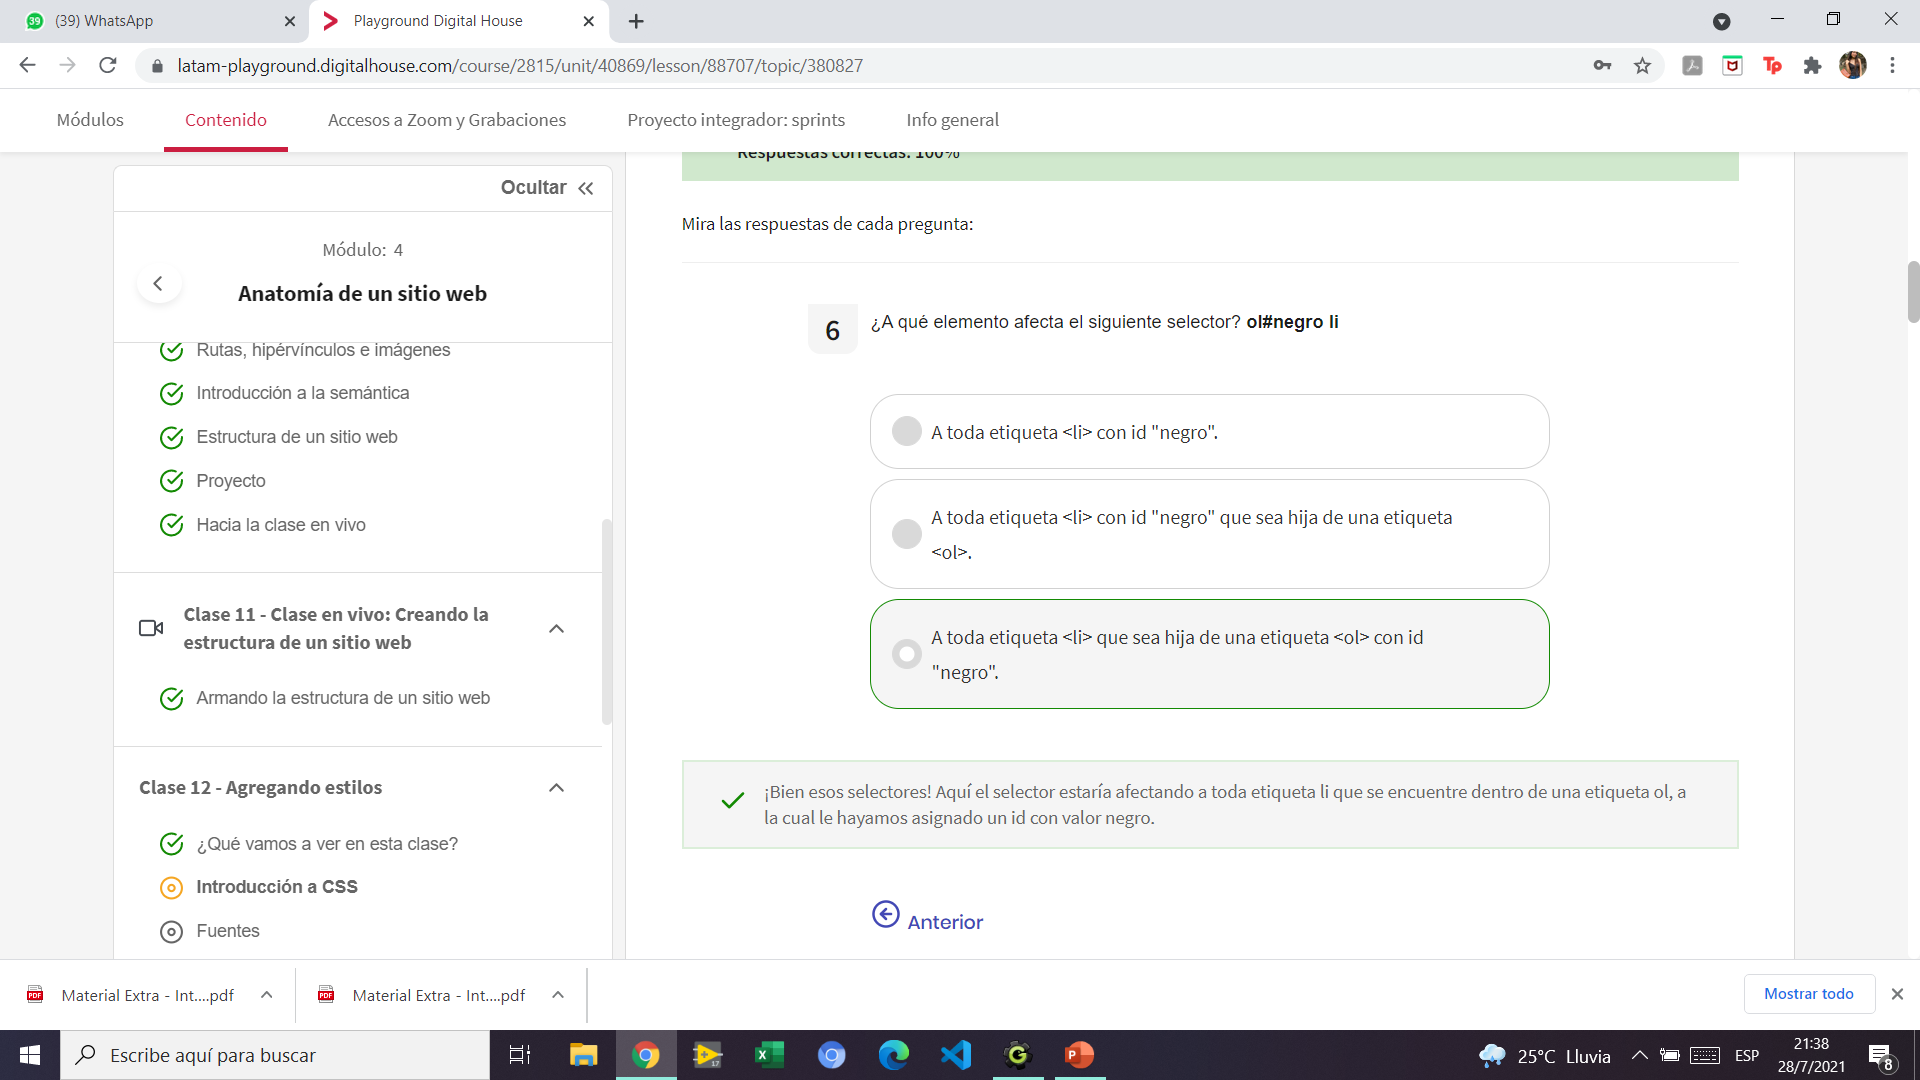 (39) WhatsApp
Playground Digital House
latam-playground.digitalhouse.com/course/2815/unit/40869/lesson/88707/topic/380827
Módulos
Contenido
Accesos a Zoom y Grabaciones
Proyecto integrador: sprints
Info general
Ocultar
Módulo: 4
Anatomía de un sitio web
Rutas, hipérvínculos e imágenes
Introducción a la semántica
Estructura de un sitio web
Proyecto
Hacia la clase en vivo
Clase 11 - Clase en vivo: Creando la
estructura de un sitio web
Armando la estructura de un sitio web
Clase 12 - Agregando estilos
¿Qué vamos a ver en esta clase?
Introducción a CSS
Fuentes
Respuestas correctas: 100%
Mira las respuestas de cada pregunta:
6
¿A qué elemento afecta el siguiente selector? ol#negro li
A toda etiqueta <li> con id "negro".
A toda etiqueta <li> con id "negro" que sea hija de una etiqueta
<ol>.
A toda etiqueta <li> que sea hija de una etiqueta <ol> con id
"negro".
¡Bien esos selectores! Aquí el selector estaría afectando a toda etiqueta li que se encuentre dentro de una etiqueta ol, a
la cual le hayamos asignado un id con valor negro.
Anterior
Material Extra - Int....pdf
Material Extra - Int....pdf
Mostrar todo
Escribe aquí para buscar
25°C Lluvia
ESP
21:38
28/7/2021
8